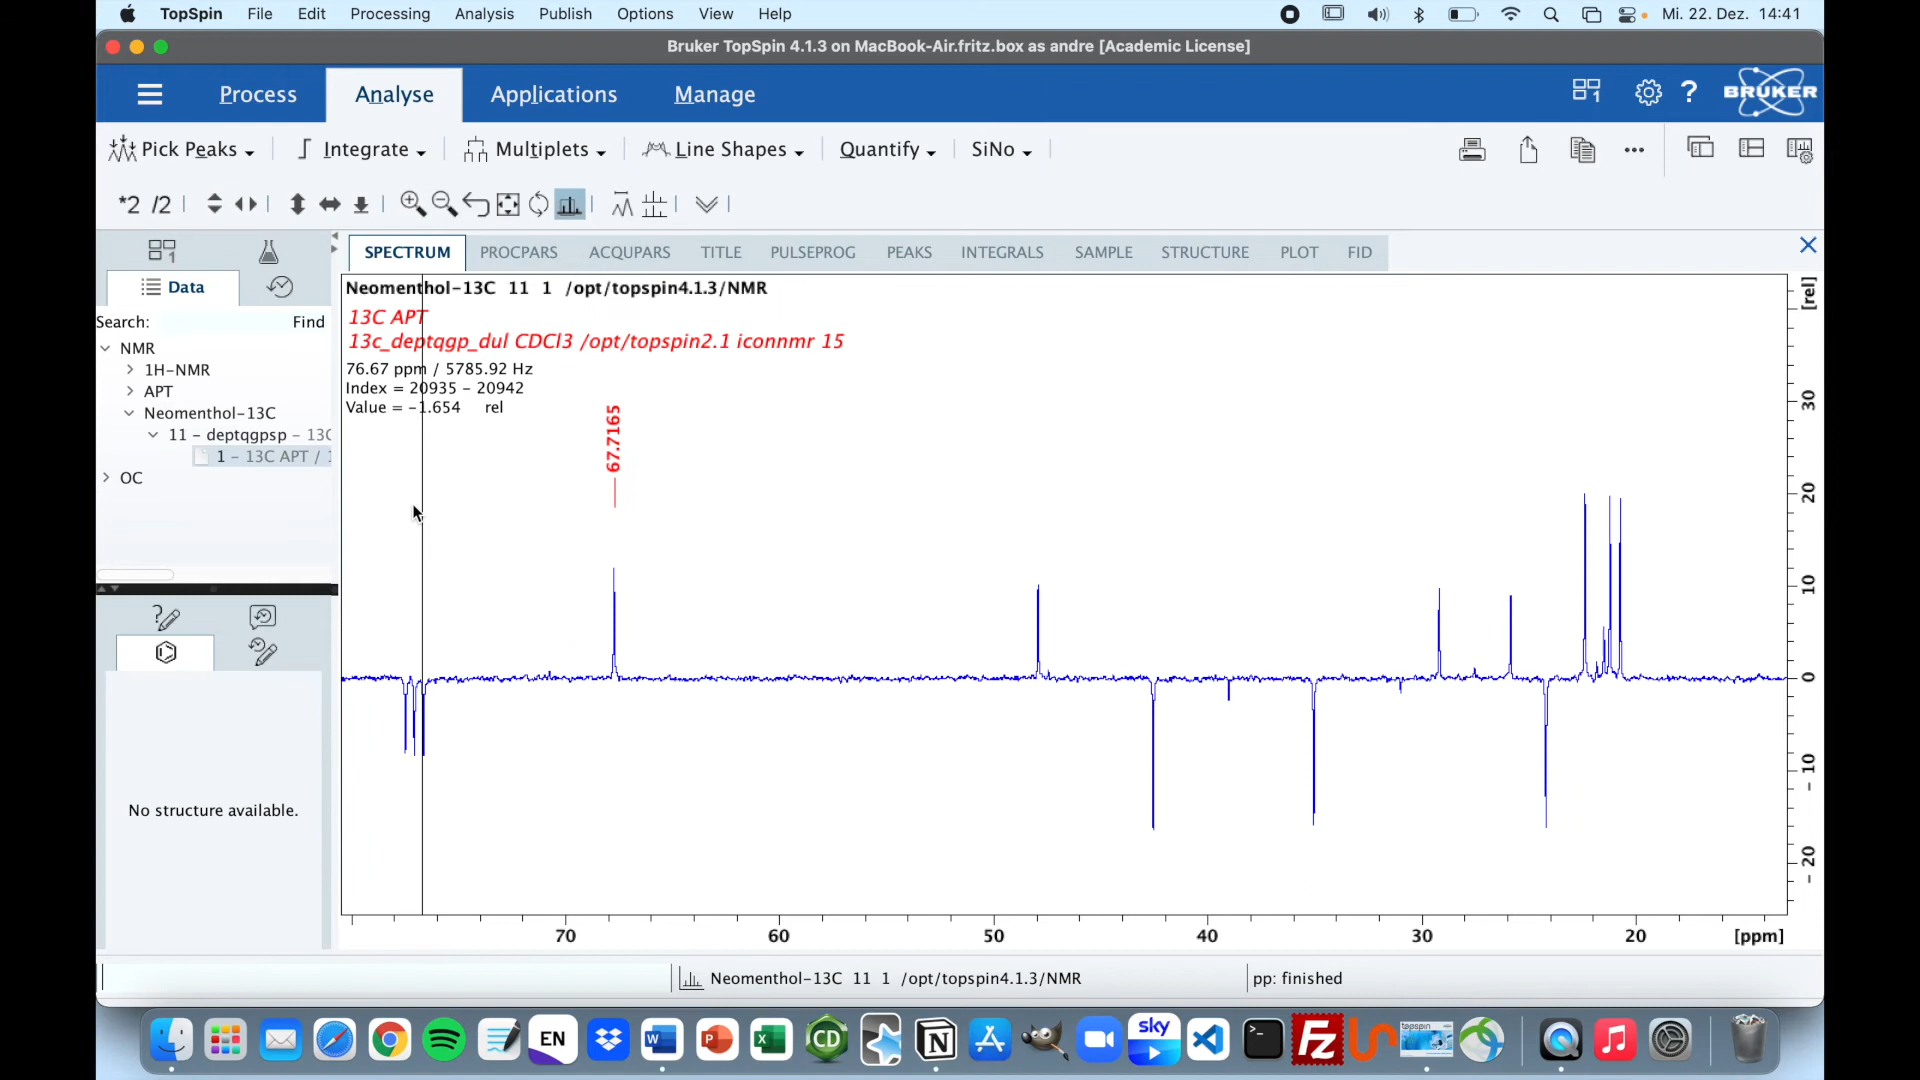 TopSpin File Edit Processing Analysis Publish Options View Help Mi. 22. Dez. 14:41
Bruker TopSpin 4.1.3 on MacBook-Air.fritz.box as andre [Academic License]
Process Analyse Applications Manage 1 ? BRUKER
Pick Peaks Integrate Multiplets Line Shapes Quantify SiNo
*2 /2
1
SPECTRUM PROCPARS ACQUPARS TITLE PULSEPROG PEAKS INTEGRALS SAMPLE STRUCTURE PLOT FID
Data
Search: Find
NMR
1H-NMR
APT
Neomenthol-13C
11 - deptqgpsp - 13C
1 - 13C APT /
OC
No structure available.
Neomenthol-13C 11 1 /opt/topspin4.1.3/NMR
13C APT
13c_deptqgp_dul CDCl3 /opt/topspin2.1 iconnmr 15
76.67 ppm / 5785.92 Hz
Index = 20935 - 20942
Value = -1.654 rel
67.7165
[rel]
30
20
10
0
-10
-20
70 60 50 40 30 20 [ppm]
Neomenthol-13C 11 1 /opt/topspin4.1.3/NMR
pp: finished
EN W P X CD N sky >_ Fz topspin